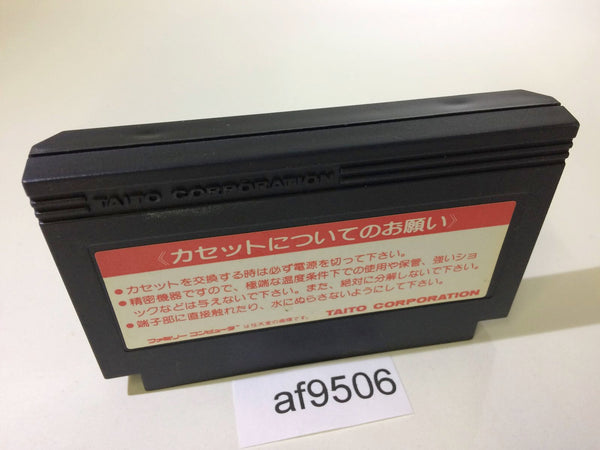 TAITO CORPORATION
《カセットについてのお願い》
●カセットを交換する時は必ず電源を切って下さい。
●精密機器ですので、極端な温度条件下での使用や保管、強いショ
ックなどは与えないで下さい。また、絶対に分解しないで下さい。
●端子部に直接触れたり、水にぬらさないようにして下さい。
ファミリー コンピュータ™は任天堂の商標です。 TAITO CORPORATION
af9506